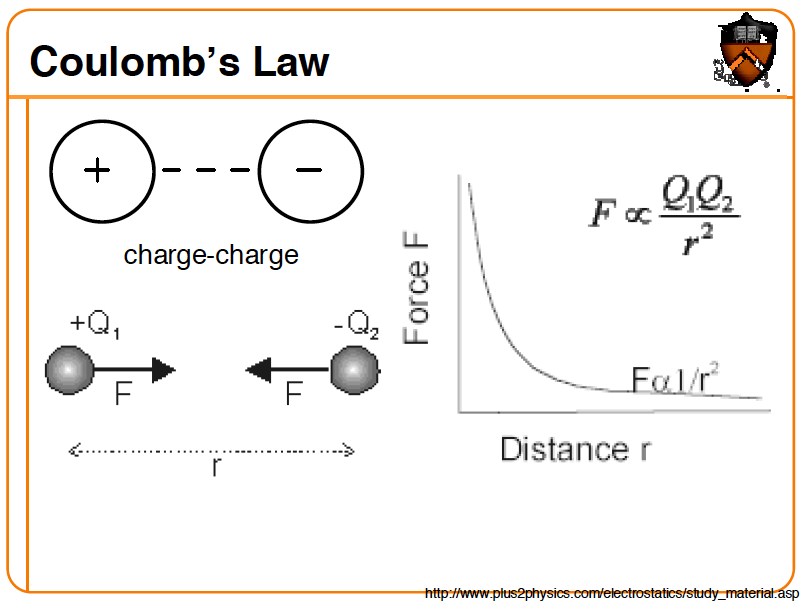 Coulomb's Law
+ – – – –
charge-charge
+Q₁ -Q₂
F F
r
Force F
F ∝ Q₁Q₂/r²
Fα1/r²
Distance r
http://www.plus2physics.com/electrostatics/study_material.asp